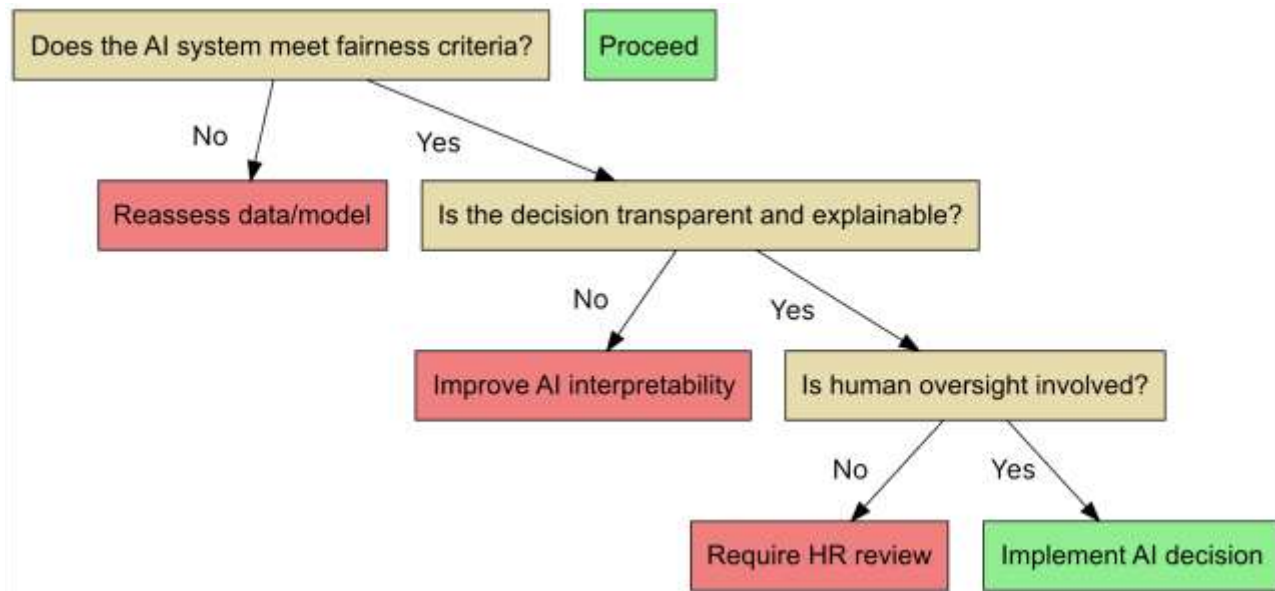 Does the AI system meet fairness criteria?
Proceed
No
Yes
Reassess data/model
Is the decision transparent and explainable?
No
Yes
Improve AI interpretability
Is human oversight involved?
No
Yes
Require HR review
Implement AI decision